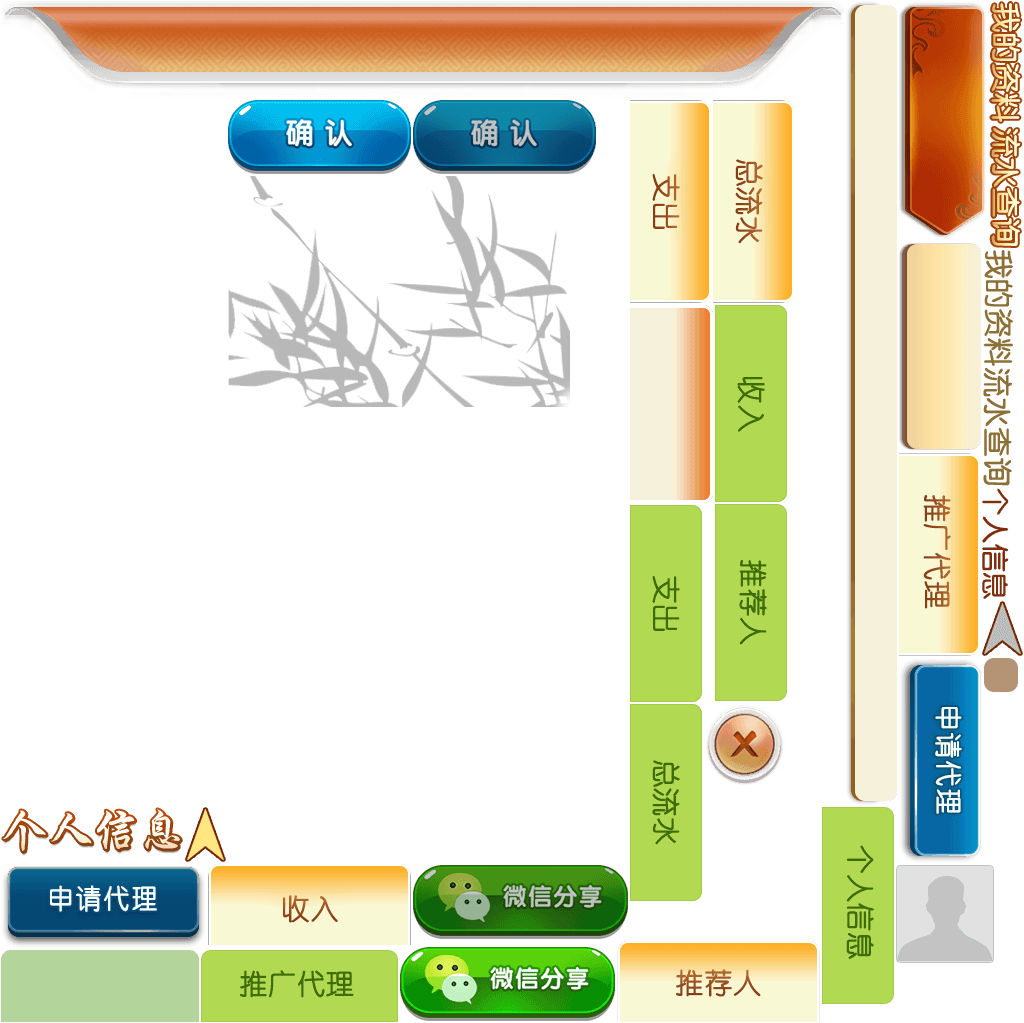 确认
确认
支出
总流水
收入
支出
推荐人
总流水
我的资料
流水查询
我的资料
流水查询
个人信息
推广代理
申请代理
个人信息
个人信息
申请代理
收入
微信分享
推广代理
微信分享
推荐人